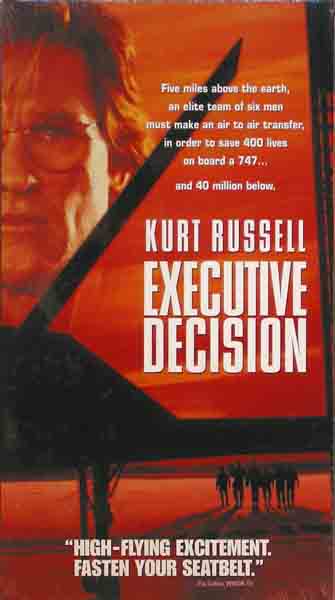 Five miles above the earth,
an elite team of six men
must make an air to air transfer,
in order to save 400 lives
on board a 747...
and 40 million below.
KURT RUSSELL
EXECUTIVE
DECISION
"HIGH-FLYING EXCITEMENT.
FASTEN YOUR SEATBELT."